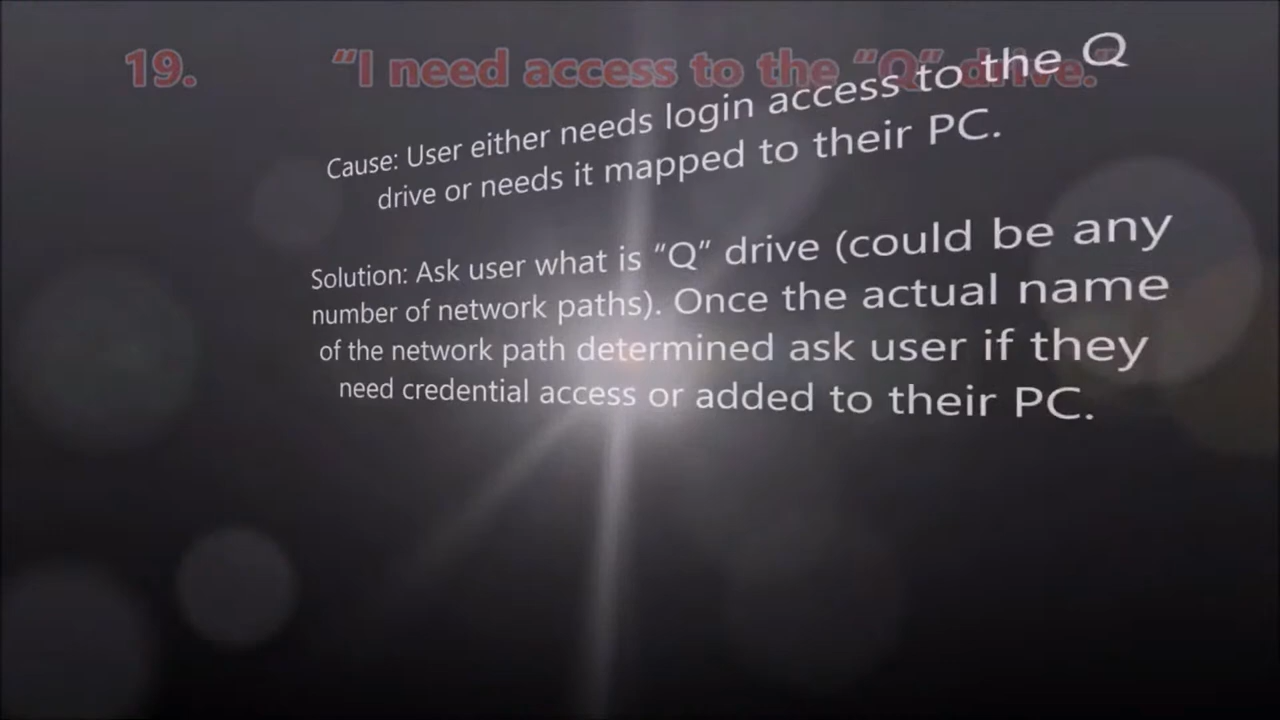 19. “I need access to the “Q” drive.”
Cause: User either needs login access to the Q
drive or needs it mapped to their PC.
Solution: Ask user what is “Q” drive (could be any
number of network paths). Once the actual name
of the network path determined ask user if they
need credential access or added to their PC.